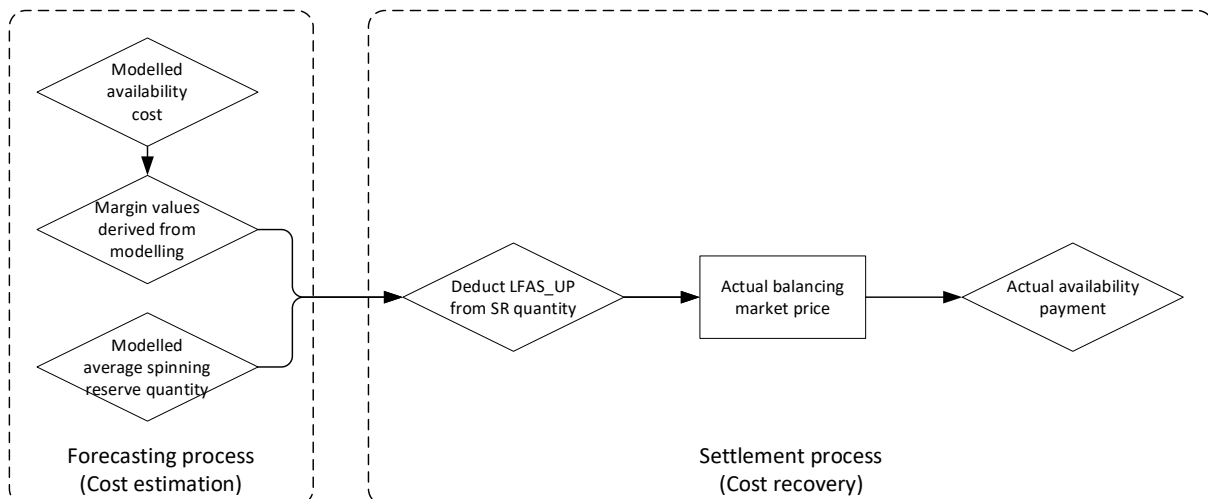 Modelled
availability
cost
Margin values
derived from
modelling
Modelled
average spinning
reserve quantity
Forecasting process
(Cost estimation)
Deduct LFAS_UP
from SR quantity
Actual balancing
market price
Actual availability
payment
Settlement process
(Cost recovery)